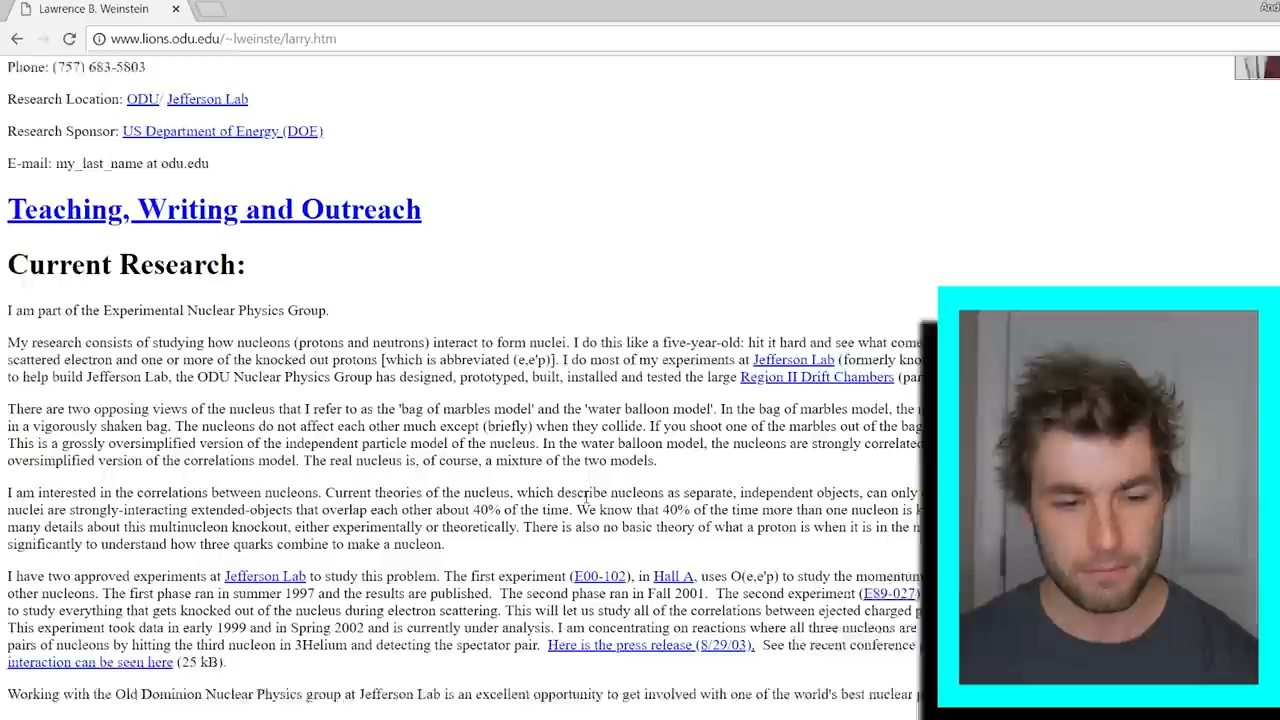 Lawrence B. Weinstein
And
www.lions.odu.edu/~lweinste/larry.htm
Phone: (757) 683-5803
Research Location: ODU/ Jefferson Lab
Research Sponsor: US Department of Energy (DOE)
E-mail: my_last_name at odu.edu
Teaching, Writing and Outreach
Current Research:
I am part of the Experimental Nuclear Physics Group.
My research consists of studying how nucleons (protons and neutrons) interact to form nuclei. I do this like a five-year-old: hit it hard and see what come
scattered electron and one or more of the knocked out protons [which is abbreviated (e,e'p)]. I do most of my experiments at Jefferson Lab (formerly kno
to help build Jefferson Lab, the ODU Nuclear Physics Group has designed, prototyped, built, installed and tested the large Region II Drift Chambers (par
There are two opposing views of the nucleus that I refer to as the 'bag of marbles model' and the 'water balloon model'. In the bag of marbles model, the n
in a vigorously shaken bag. The nucleons do not affect each other much except (briefly) when they collide. If you shoot one of the marbles out of the bag
This is a grossly oversimplified version of the independent particle model of the nucleus. In the water balloon model, the nucleons are strongly correlated
oversimplified version of the correlations model. The real nucleus is, of course, a mixture of the two models.
I am interested in the correlations between nucleons. Current theories of the nucleus, which describe nucleons as separate, independent objects, can only
nuclei are strongly-interacting extended-objects that overlap each other about 40% of the time. We know that 40% of the time more than one nucleon is k
many details about this multinucleon knockout, either experimentally or theoretically. There is also no basic theory of what a proton is when it is in the n
significantly to understand how three quarks combine to make a nucleon.
I have two approved experiments at Jefferson Lab to study this problem. The first experiment (E00-102), in Hall A, uses O(e,e'p) to study the momentum
other nucleons. The first phase ran in summer 1997 and the results are published. The second phase ran in Fall 2001. The second experiment (E89-027)
to study everything that gets knocked out of the nucleus during electron scattering. This will let us study all of the correlations between ejected charged p
This experiment took data in early 1999 and in Spring 2002 and is currently under analysis. I am concentrating on reactions where all three nucleons are
pairs of nucleons by hitting the third nucleon in 3Helium and detecting the spectator pair. Here is the press release (8/29/03). See the recent conference
interaction can be seen here (25 kB).
Working with the Old Dominion Nuclear Physics group at Jefferson Lab is an excellent opportunity to get involved with one of the world's best nuclear p